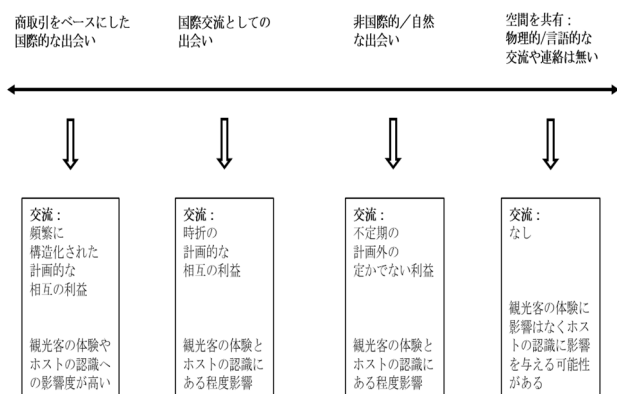 商取引をベースにした
国際的な出会い
国際交流としての
出会い
非国際的/自然
な出会い
空間を共有：
物理的/言語的な
交流や連絡は無い
交流：
頻繁に
構造化された
計画的な
相互の利益
観光客の体験や
ホストの認識へ
の影響度が高い
交流：
時折の
計画的な
相互の利益
観光客の体験と
ホストの認識に
ある程度影響
交流：
不定期の
計画外の
定かでない利益
観光客の体験と
ホストの認識に
ある程度影響
交流：
なし
観光客の体験に
影響はなくホス
トの認識に影響
を与える可能性
がある